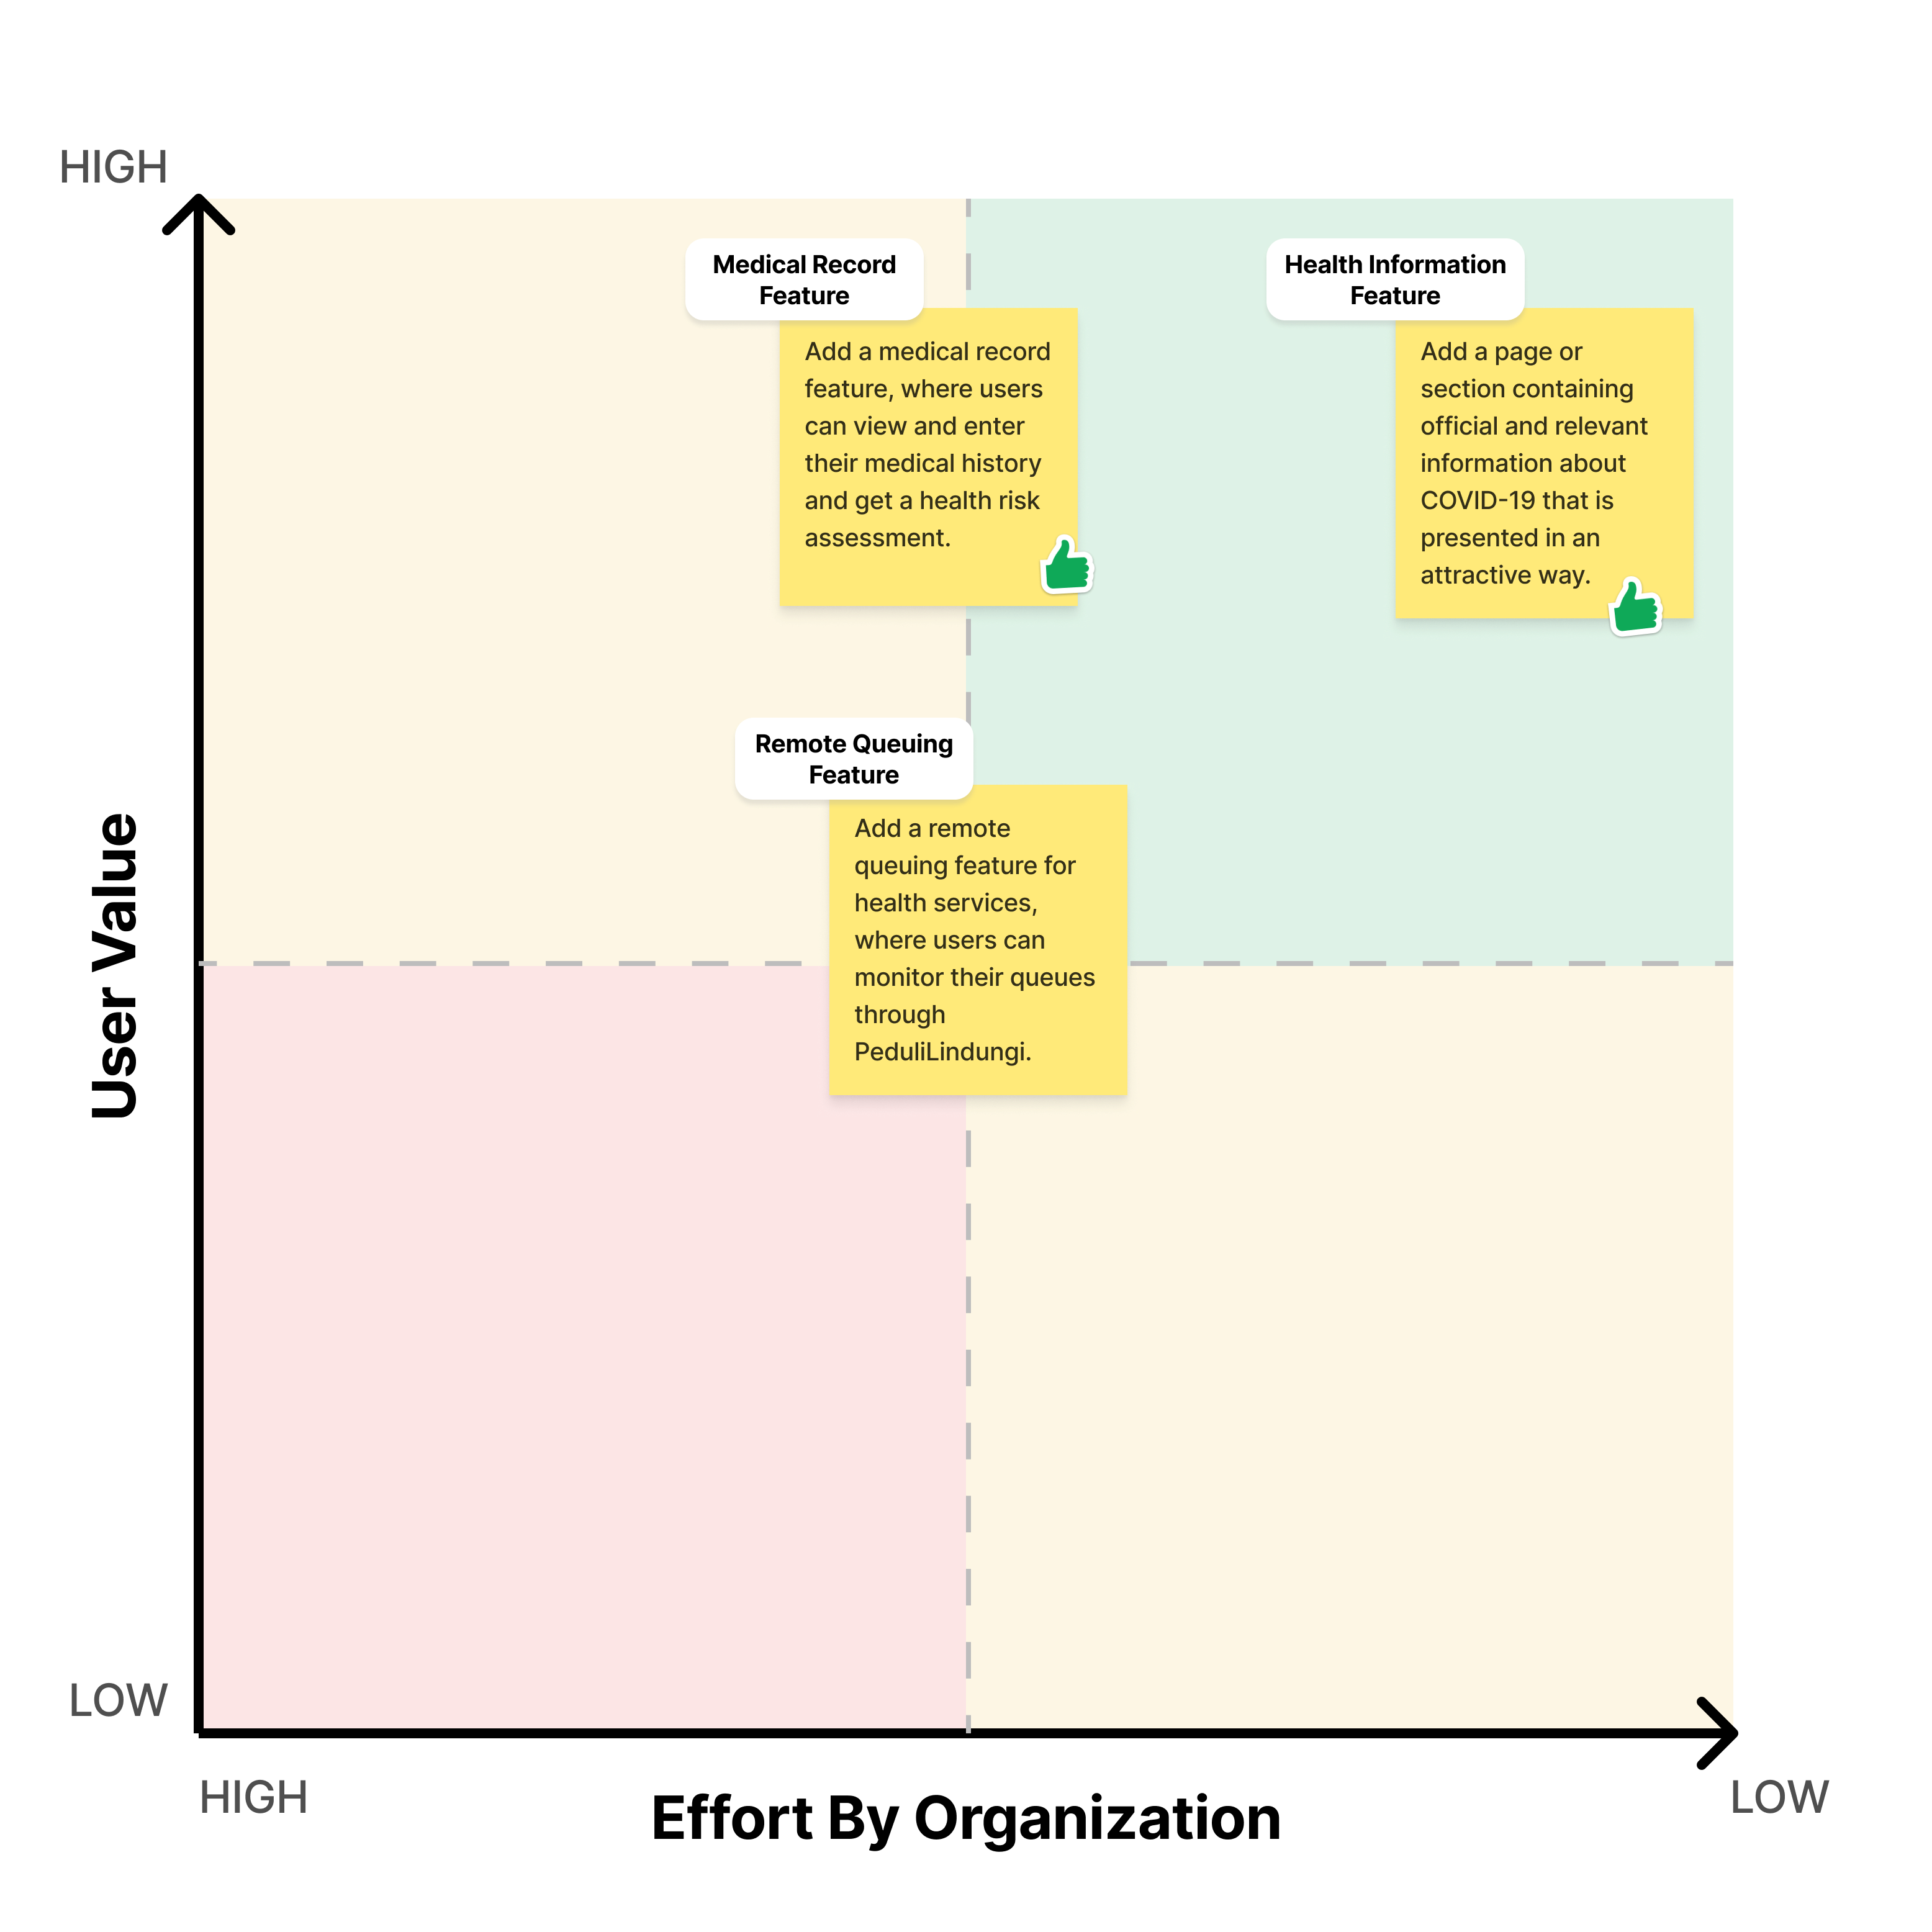 HIGH
Medical Record
Feature
Add a medical record
feature, where users
can view and enter
their medical history
and get a health risk
assessment.
Health Information
Feature
Add a page or
section containing
official and relevant
information about
COVID-19 that is
presented in an
attractive way.
Remote Queuing
Feature
Add a remote
queuing feature for
health services,
where users can
monitor their queues
through
PeduliLindungi.
User Value
LOW
HIGH
Effort By Organization
LOW